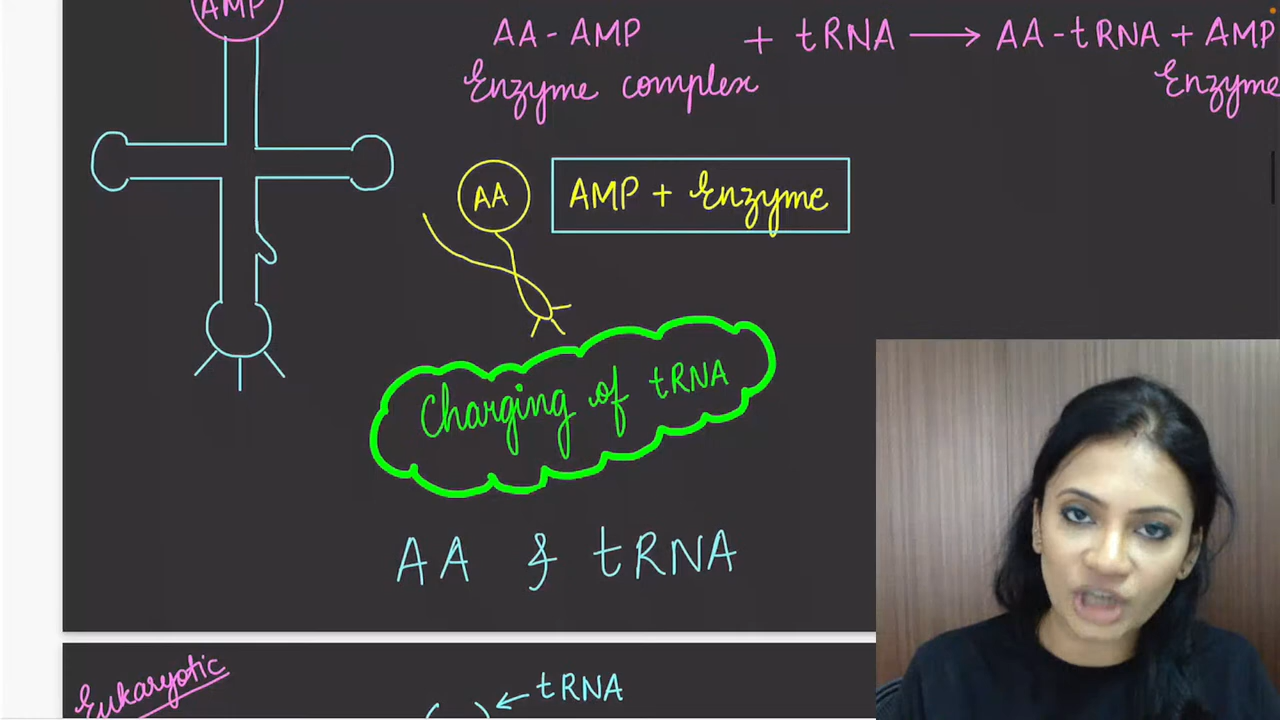 AMP
AA - AMP + tRNA → AA - tRNA + AMP
Enzyme complex Enzyme
AA AMP + Enzyme
Charging of tRNA
AA & tRNA
Eukaryotic
← tRNA